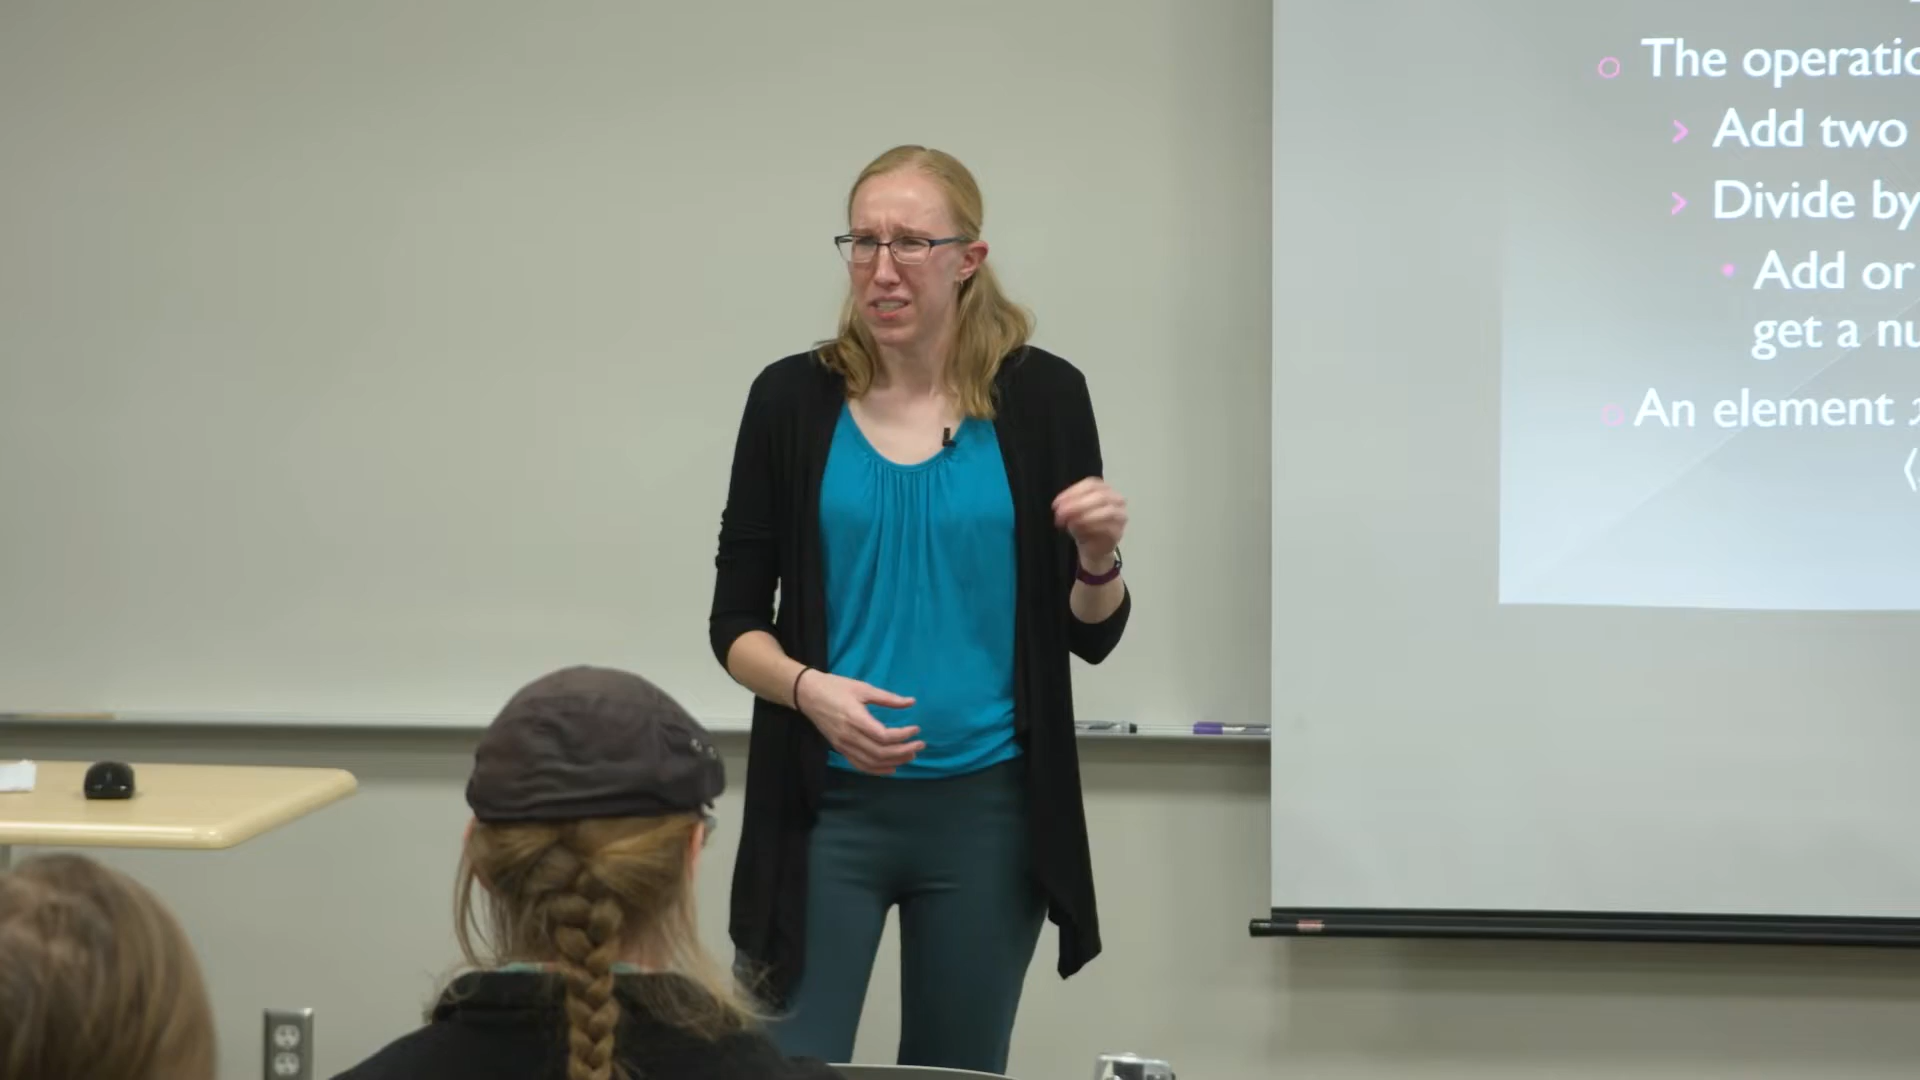 The operatio
Add two
Divide by
Add or
get a nu
An element